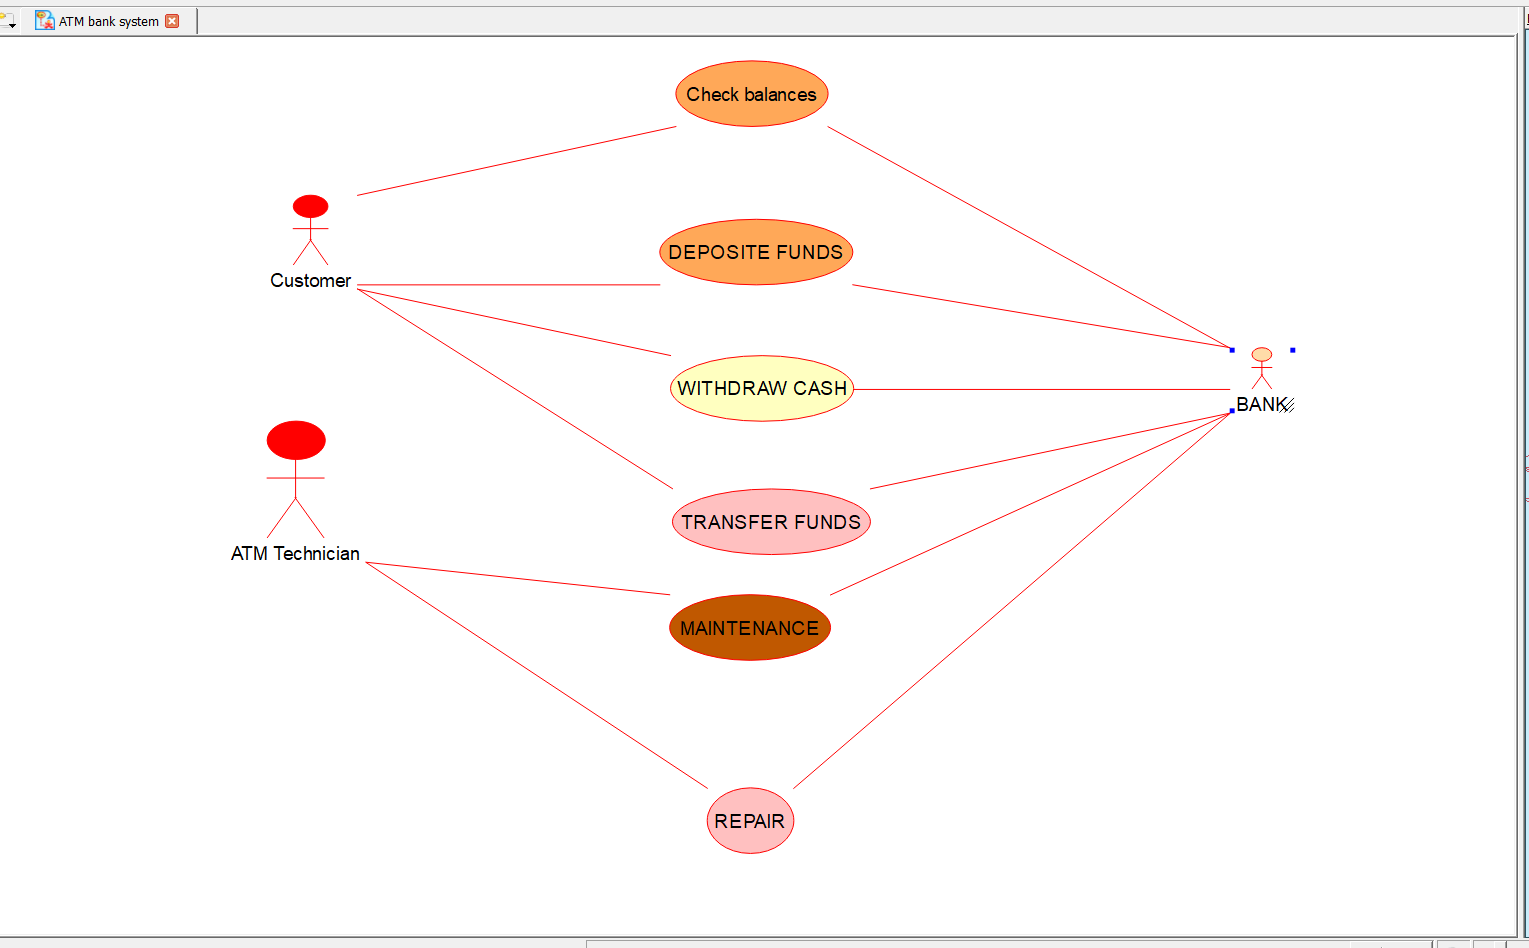 ATM bank system
Check balances
DEPOSITE FUNDS
Customer
WITHDRAW CASH
BANK
TRANSFER FUNDS
ATM Technician
MAINTENANCE
REPAIR